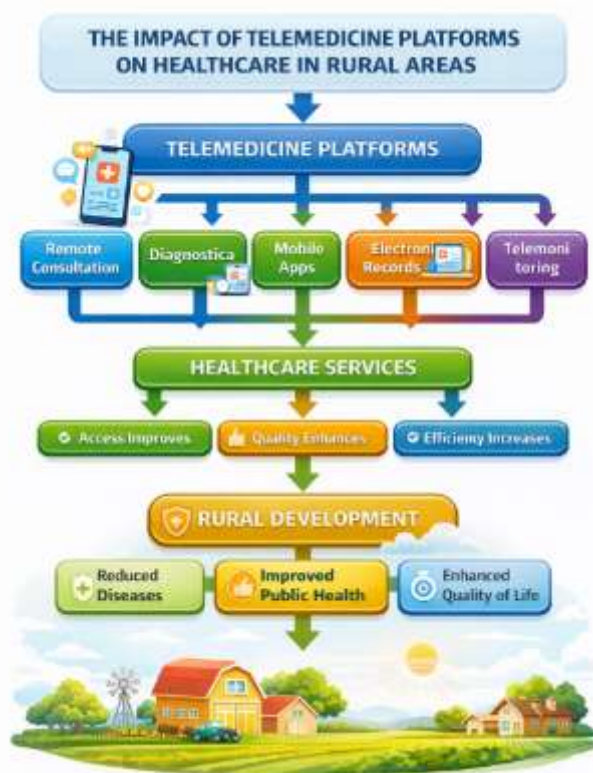 THE IMPACT OF TELEMEDICINE PLATFORMS
ON HEALTHCARE IN RURAL AREAS
TELEMEDICINE PLATFORMS
Remote
Consultation
Diagnostica
Mobile
Apps
Electroni
Records
Telemoni
toring
HEALTHCARE SERVICES
Access Improves
Quality Enhances
Efficiency Increases
RURAL DEVELOPMENT
Reduced
Diseases
Improved
Public Health
Enhanced
Quality of Life